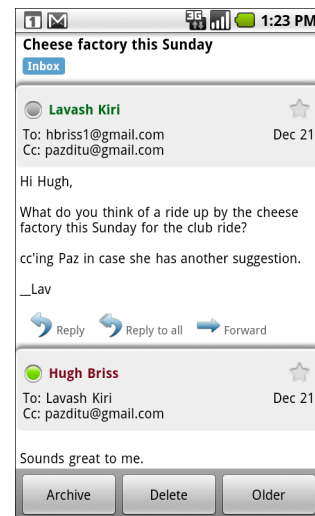 1 3G 1:23 PM
Cheese factory this Sunday
Inbox
Lavash Kiri
To: hbriss1@gmail.com Dec 21
Cc: pazditu@gmail.com
Hi Hugh,
What do you think of a ride up by the cheese
factory this Sunday for the club ride?
cc'ing Paz in case she has another suggestion.
__Lav
Reply Reply to all Forward
Hugh Briss
To: Lavash Kiri Dec 21
Cc: pazditu@gmail.com
Sounds great to me.
Archive Delete Older